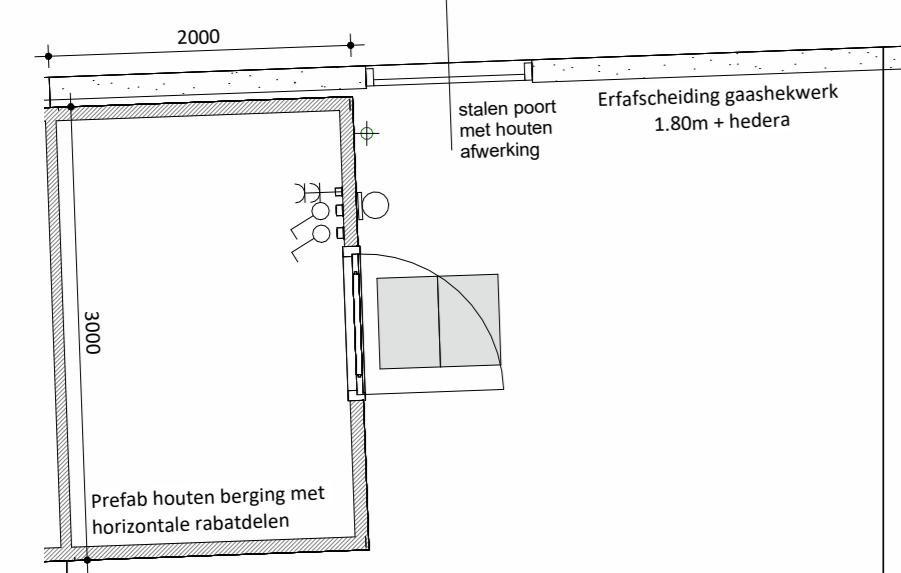 2000
stalen poort
met houten
afwerking
Erfafscheiding gaashekwerk
1.80m + hedera
3000
Prefab houten berging met
horizontale rabatdelen